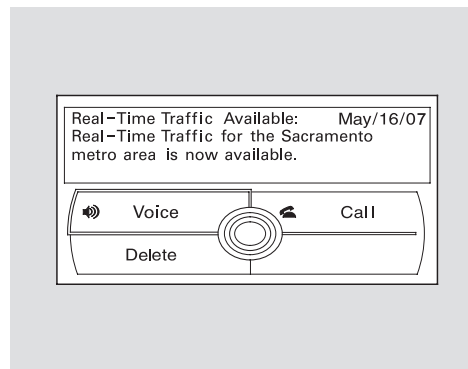 Real-Time Traffic Available: May/16/07
Real-Time Traffic for the Sacramento
metro area is now available.
Voice Call
Delete